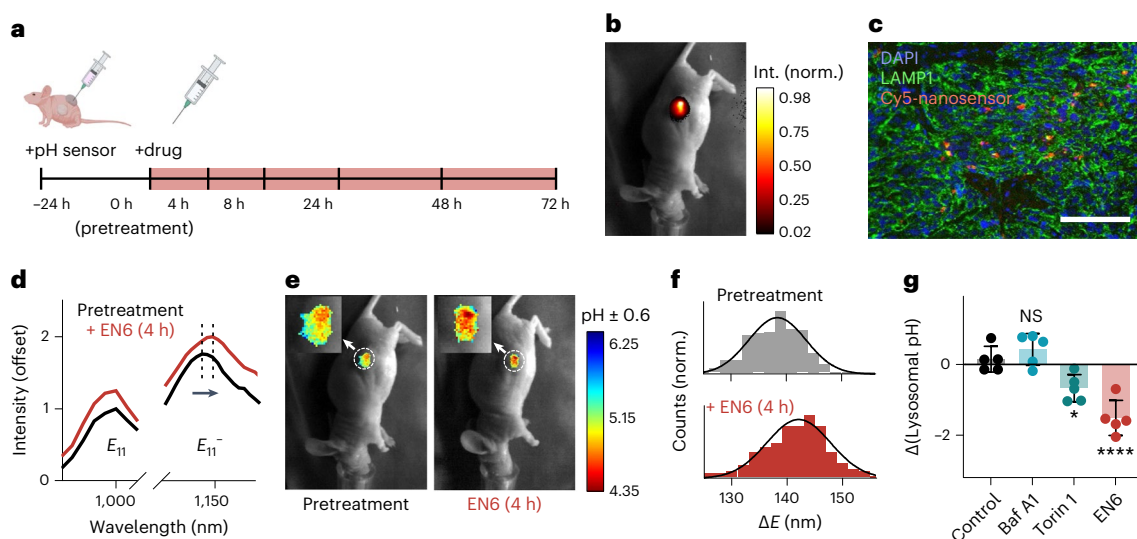 a
+pH sensor
+drug
−24 h
0 h
4 h
8 h
24 h
48 h
72 h
(pretreatment)
b
Int. (norm.)
0.98
0.75
0.50
0.25
0.02
c
DAPI
LAMP1
Cy5-nanosensor
d
Pretreatment
+ EN6 (4 h)
Intensity (offset)
2
1
0
E11
E11−
1,000
1,150
Wavelength (nm)
e
pH ± 0.6
6.25
5.15
4.35
Pretreatment
EN6 (4 h)
f
Pretreatment
+ EN6 (4 h)
Counts (norm.)
130
140
150
ΔE (nm)
g
Δ(Lysosomal pH)
0
−2
NS
*
****
Control
Baf A1
Torin 1
EN6